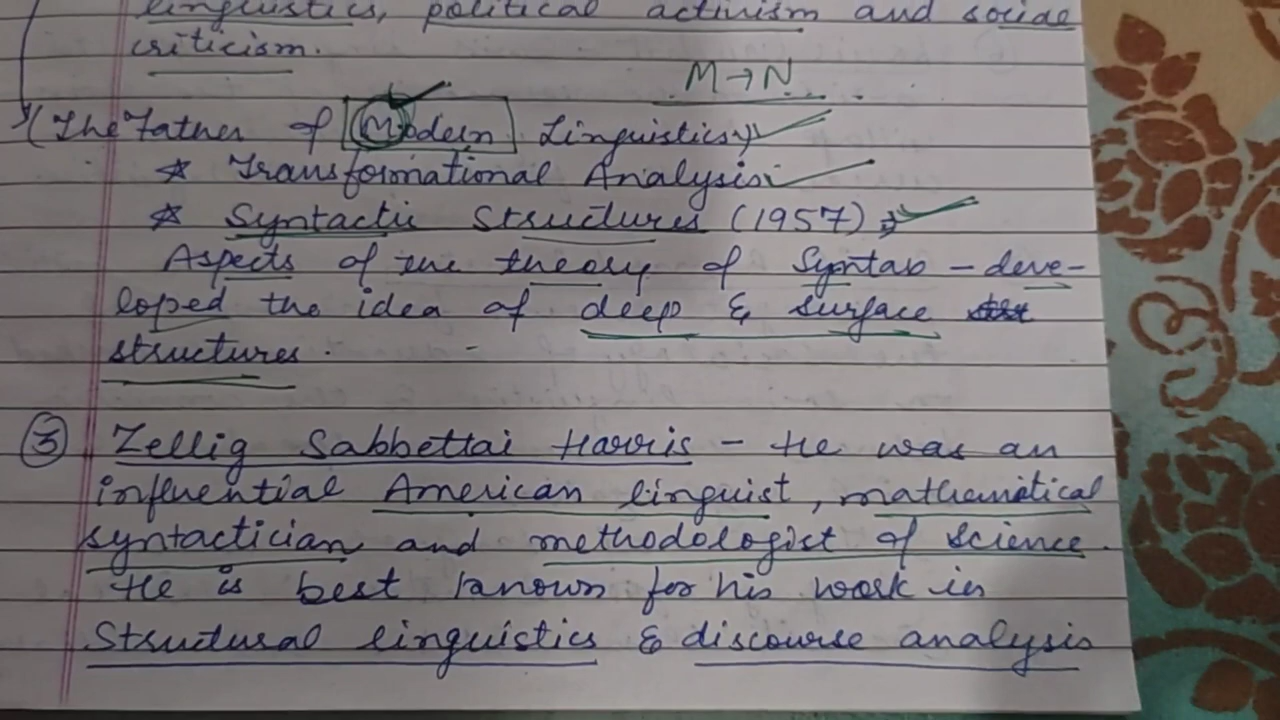 linguistics, political activism and social
criticism.
M → N
(The Father of Modern Linguistics)
* Transformational Analysis
* Syntactic Structures (1957)
Aspects of the theory of Syntax - deve-
loped the idea of deep & surface
structures.
③ Zellig Sabbettai Harris - He was an
influential American linguist, mathematical
syntactician and methodologist of science.
He is best known for his work in
Structural linguistics & discourse analysis